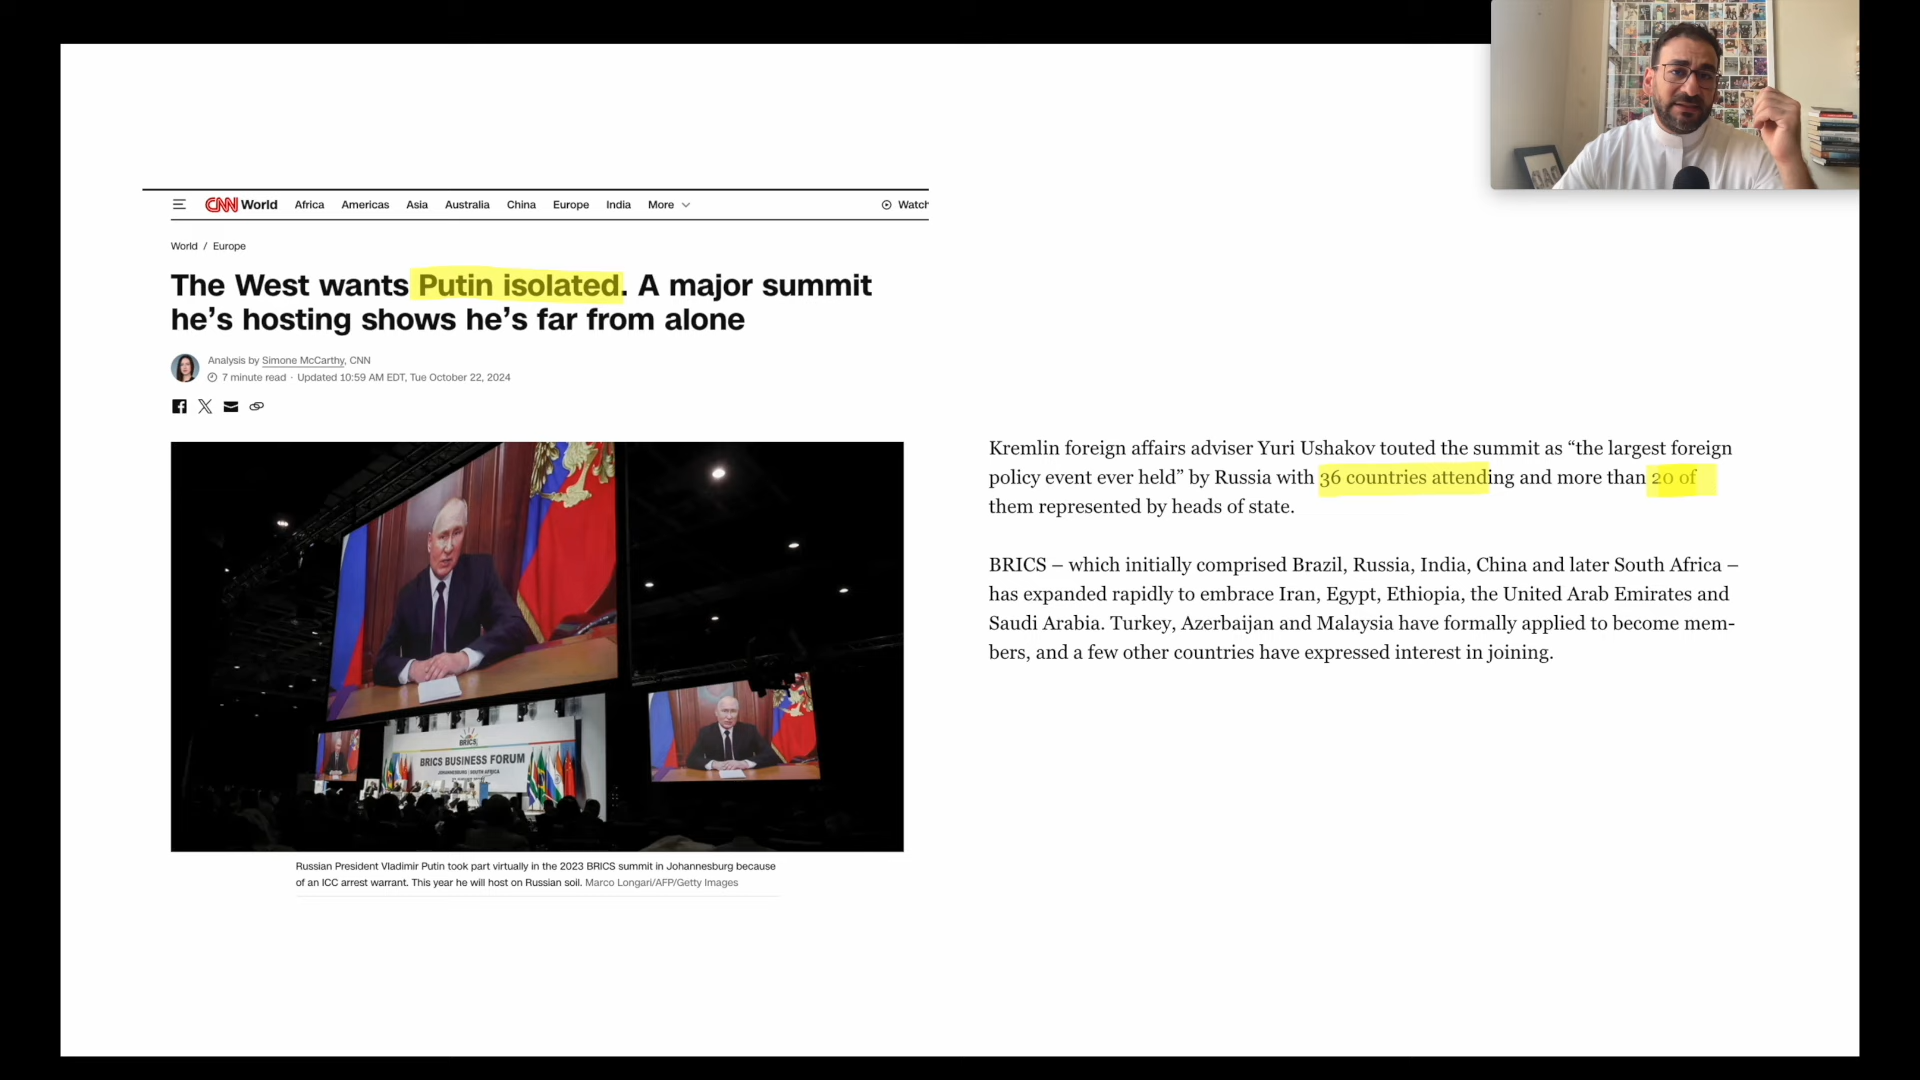 CNN World Africa Americas Asia Australia China Europe India More Watch
World / Europe
The West wants Putin isolated. A major summit
he’s hosting shows he’s far from alone
Analysis by Simone McCarthy, CNN
7 minute read · Updated 10:59 AM EDT, Tue October 22, 2024
BRICS
BRICS BUSINESS FORUM
JOHANNESBURG SOUTH AFRICA
Russian President Vladimir Putin took part virtually in the 2023 BRICS summit in Johannesburg because
of an ICC arrest warrant. This year he will host on Russian soil. Marco Longari/AFP/Getty Images
Kremlin foreign affairs adviser Yuri Ushakov touted the summit as “the largest foreign
policy event ever held” by Russia with 36 countries attending and more than 20 of
them represented by heads of state.
BRICS – which initially comprised Brazil, Russia, India, China and later South Africa –
has expanded rapidly to embrace Iran, Egypt, Ethiopia, the United Arab Emirates and
Saudi Arabia. Turkey, Azerbaijan and Malaysia have formally applied to become mem-
bers, and a few other countries have expressed interest in joining.
DAD